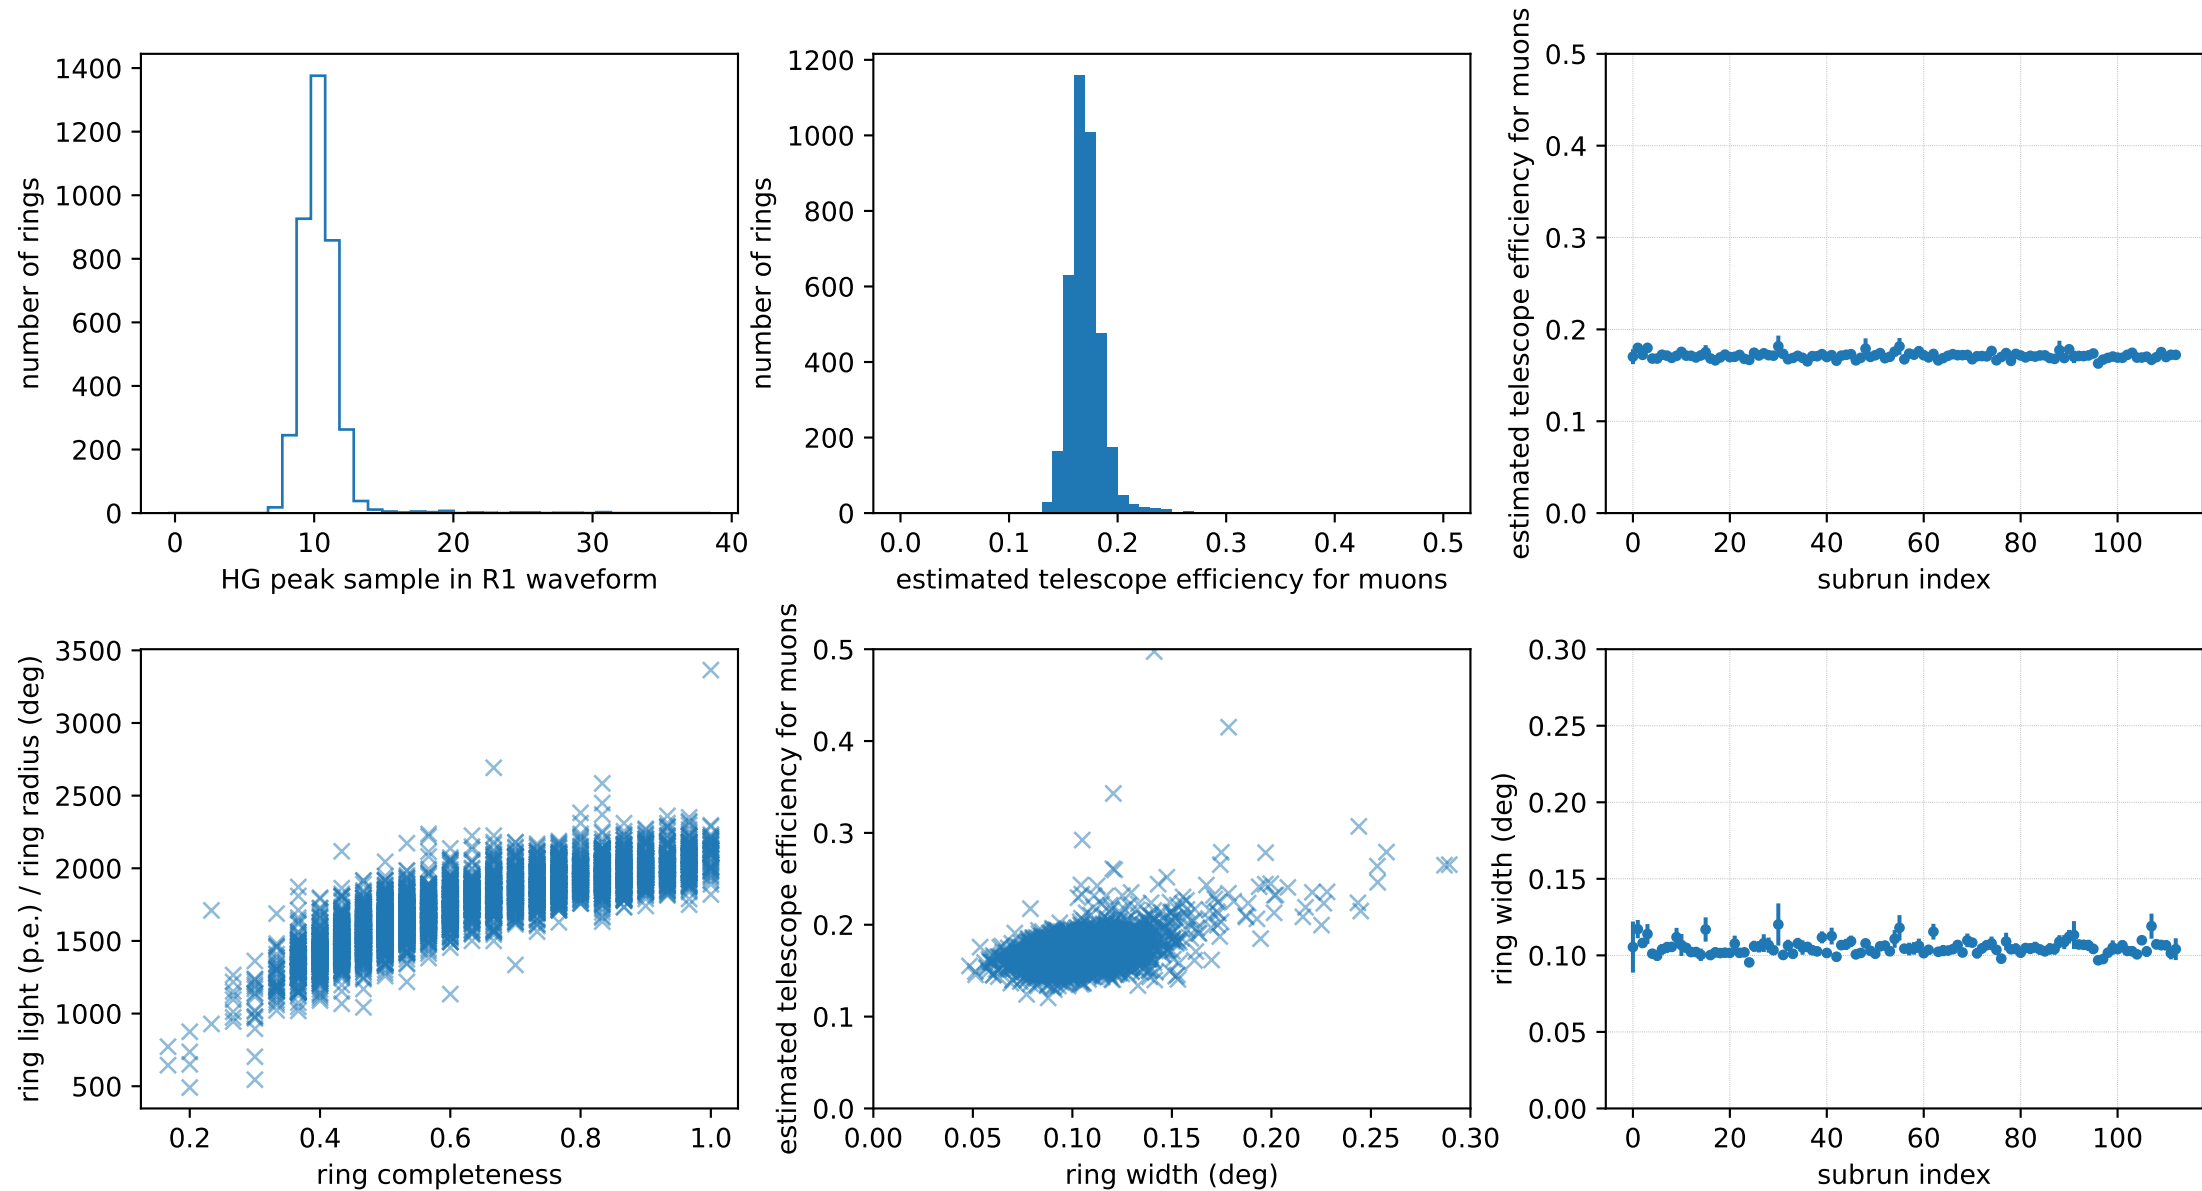 number of rings
1400
1200
1000
800
600
400
200
0
0 10 20 30 40
HG peak sample in R1 waveform
number of rings
1200
1000
800
600
400
200
0
0.0 0.1 0.2 0.3 0.4 0.5
estimated telescope efficiency for muons
estimated telescope efficiency for muons
0.5
0.4
0.3
0.2
0.1
0.0
0 20 40 60 80 100
subrun index
ring light (p.e.) / ring radius (deg)
3500
3000
2500
2000
1500
1000
500
0.2 0.4 0.6 0.8 1.0
ring completeness
estimated telescope efficiency for muons
0.5
0.4
0.3
0.2
0.1
0.0
0.00 0.05 0.10 0.15 0.20 0.25 0.30
ring width (deg)
ring width (deg)
0.30
0.25
0.20
0.15
0.10
0.05
0.00
0 20 40 60 80 100
subrun index